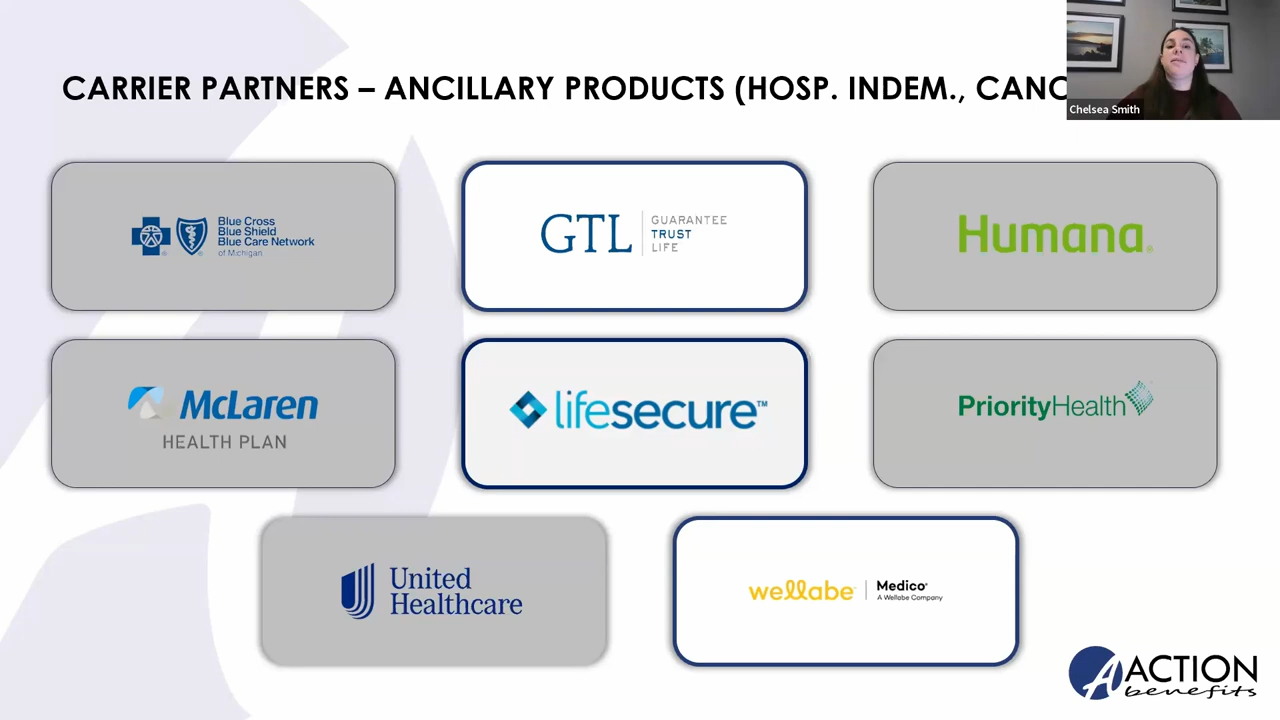 CARRIER PARTNERS – ANCILLARY PRODUCTS (HOSP. INDEM., CANC
Chelsea Smith
Blue Cross
Blue Shield
Blue Care Network
of Michigan
GTL
GUARANTEE
TRUST
LIFE
Humana
McLaren
HEALTH PLAN
lifesecure™
PriorityHealth
United
Healthcare
wellabe
Medico®
A Wellabe Company
ACTION
benefits